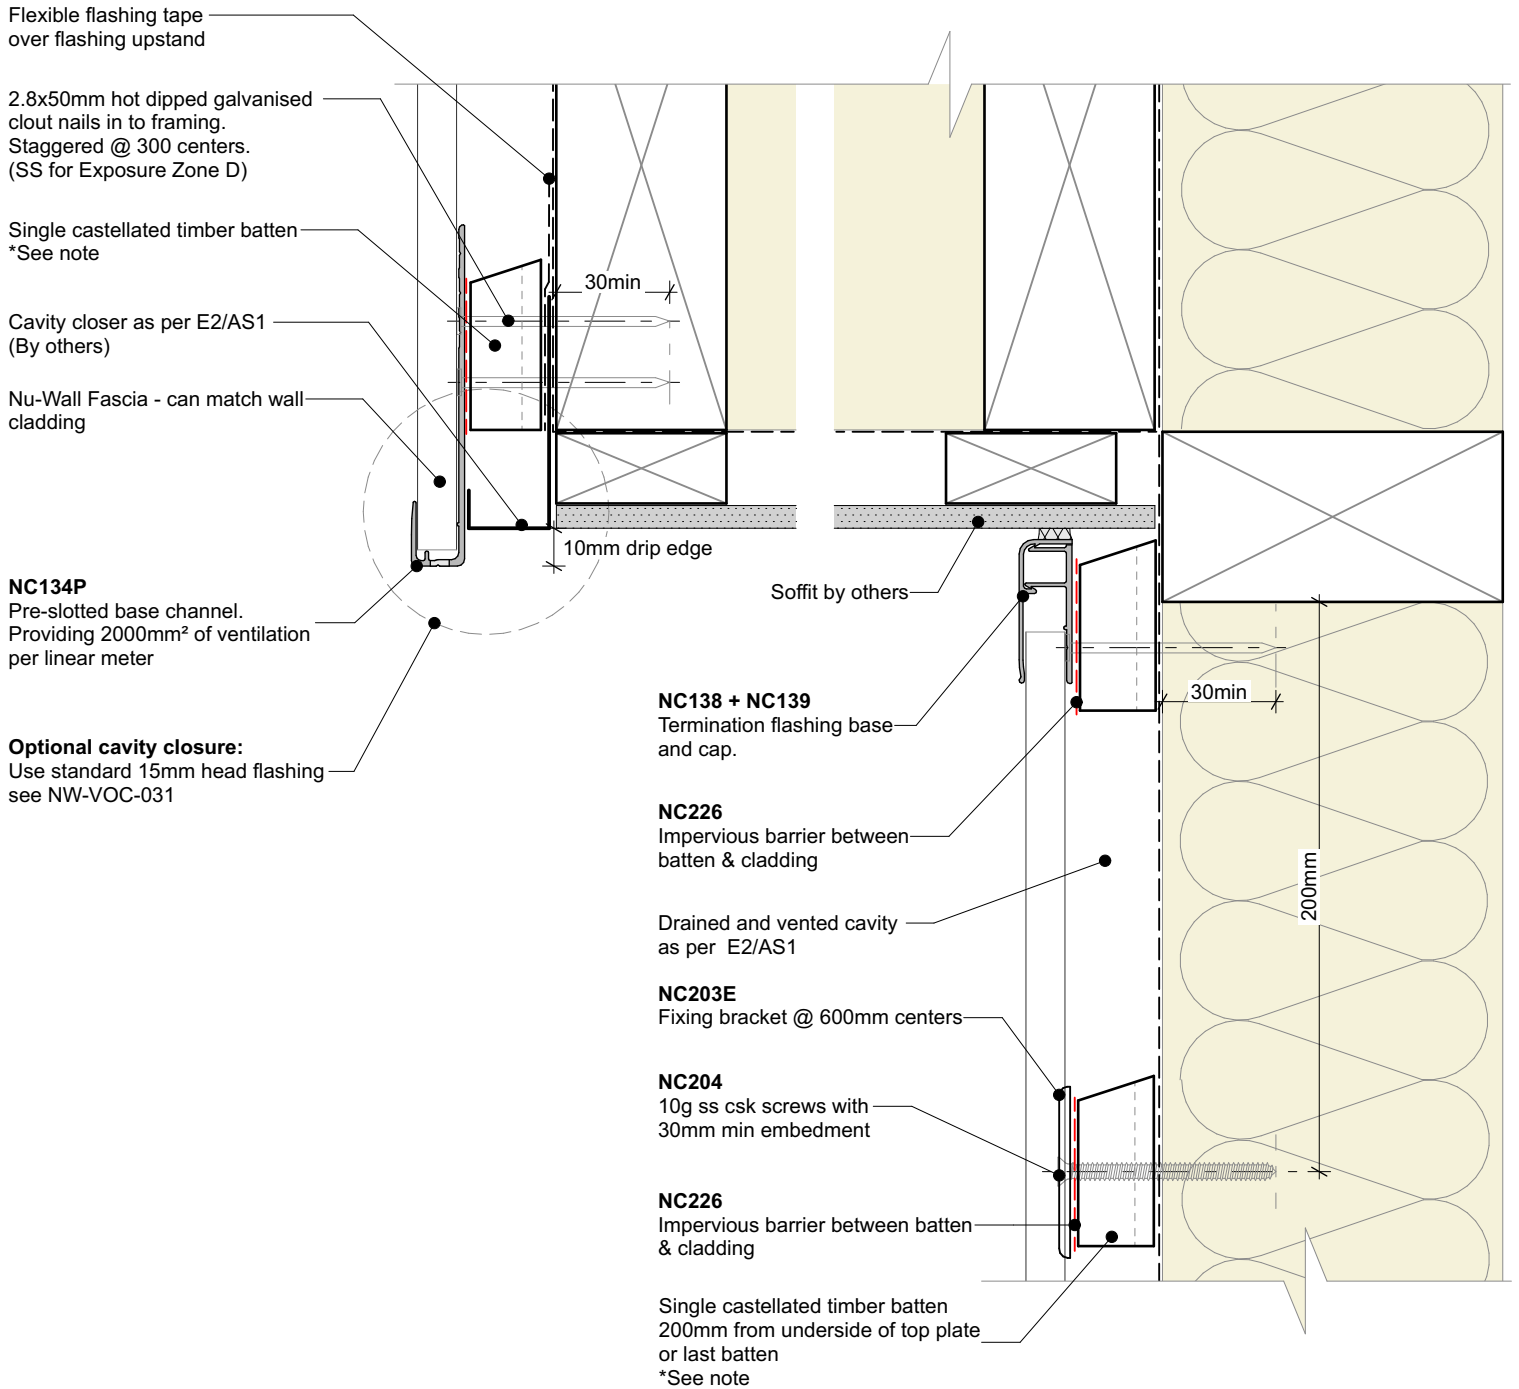 Flexible flashing tape
over flashing upstand
2.8x50mm hot dipped galvanised
clout nails in to framing.
Staggered @ 300 centers.
(SS for Exposure Zone D)
Single castellated timber batten
*See note
Cavity closer as per E2/AS1
(By others)
Nu-Wall Fascia - can match wall
cladding
NC134P
Pre-slotted base channel.
Providing 2000mm² of ventilation
per linear meter
Optional cavity closure:
Use standard 15mm head flashing
see NW-VOC-031
30min
10mm drip edge
Soffit by others
NC138 + NC139
Termination flashing base
and cap.
NC226
Impervious barrier between
batten & cladding
Drained and vented cavity
as per E2/AS1
NC203E
Fixing bracket @ 600mm centers
NC204
10g ss csk screws with
30mm min embedment
NC226
Impervious barrier between batten
& cladding
Single castellated timber batten
200mm from underside of top plate
or last batten
*See note
30min
200mm